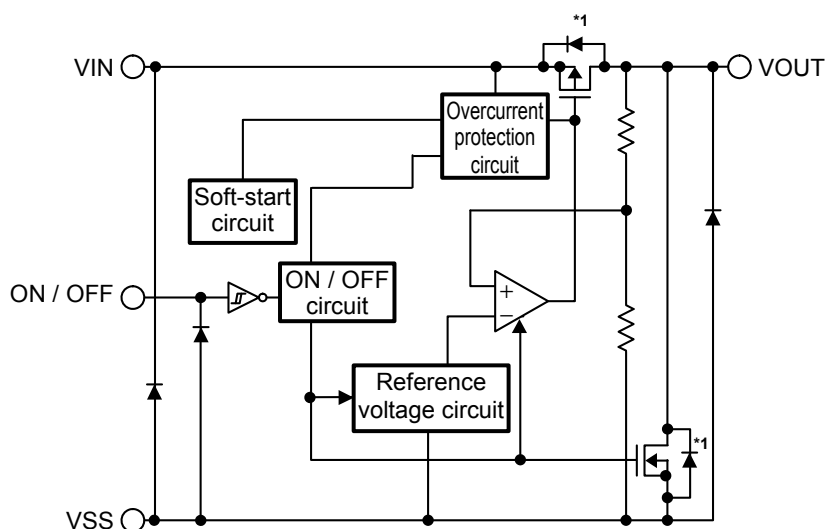 *1
VIN
VOUT
Overcurrent
protection
circuit
Soft-start
circuit
ON / OFF
ON / OFF
circuit
+
−
Reference
voltage circuit
*1
VSS